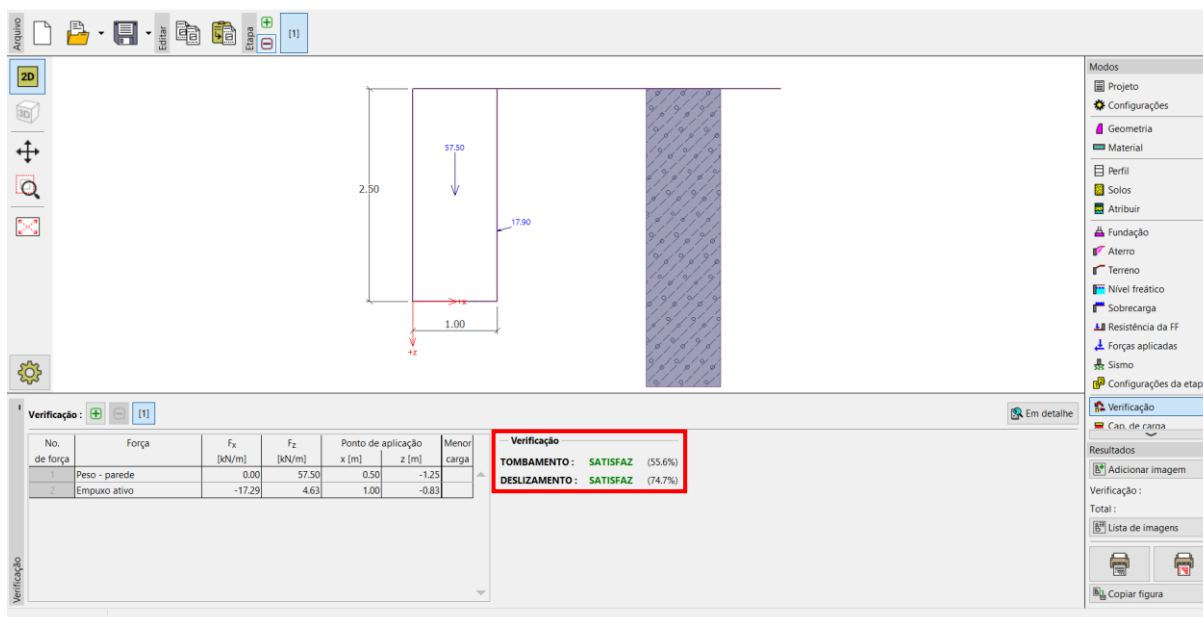 Arquivo
Editar
Etapa
[1]
2D
3D
57.50
2.50
17.90
+x
1.00
+z
Modos
Projeto
Configurações
Geometria
Material
Perfil
Solos
Atribuir
Fundação
Aterro
Terreno
Nível freático
Sobrecarga
Resistência da FF
Forças aplicadas
Sismo
Configurações da etap
Verificação
Cap. de carga
Resultados
Adicionar imagem
Verificação :
Total :
Lista de imagens
Copiar figura
Verificação : [1]
Em detalhe
No. Força Fx Fz Ponto de aplicação Menor
de força [kN/m] [kN/m] x [m] z [m] carga
1 Peso - parede 0.00 57.50 0.50 -1.25
2 Empuxo ativo -17.29 4.63 1.00 -0.83
Verificação
TOMBAMENTO : SATISFAZ (55.6%)
DESLIZAMENTO : SATISFAZ (74.7%)
Verificação